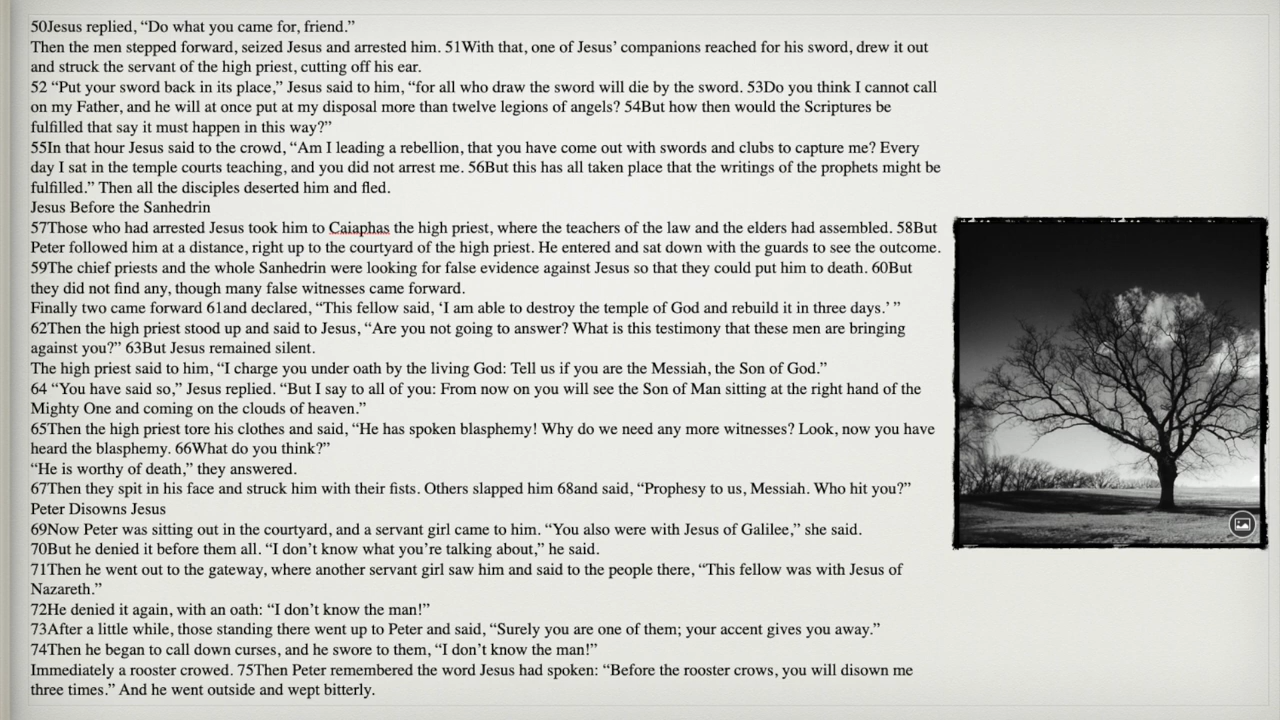 50Jesus replied, “Do what you came for, friend.”
Then the men stepped forward, seized Jesus and arrested him. 51With that, one of Jesus’ companions reached for his sword, drew it out
and struck the servant of the high priest, cutting off his ear.
52 “Put your sword back in its place,” Jesus said to him, “for all who draw the sword will die by the sword. 53Do you think I cannot call
on my Father, and he will at once put at my disposal more than twelve legions of angels? 54But how then would the Scriptures be
fulfilled that say it must happen in this way?”
55In that hour Jesus said to the crowd, “Am I leading a rebellion, that you have come out with swords and clubs to capture me? Every
day I sat in the temple courts teaching, and you did not arrest me. 56But this has all taken place that the writings of the prophets might be
fulfilled.” Then all the disciples deserted him and fled.
Jesus Before the Sanhedrin
57Those who had arrested Jesus took him to Caiaphas the high priest, where the teachers of the law and the elders had assembled. 58But
Peter followed him at a distance, right up to the courtyard of the high priest. He entered and sat down with the guards to see the outcome.
59The chief priests and the whole Sanhedrin were looking for false evidence against Jesus so that they could put him to death. 60But
they did not find any, though many false witnesses came forward.
Finally two came forward 61and declared, “This fellow said, ‘I am able to destroy the temple of God and rebuild it in three days.’ ”
62Then the high priest stood up and said to Jesus, “Are you not going to answer? What is this testimony that these men are bringing
against you?” 63But Jesus remained silent.
The high priest said to him, “I charge you under oath by the living God: Tell us if you are the Messiah, the Son of God.”
64 “You have said so,” Jesus replied. “But I say to all of you: From now on you will see the Son of Man sitting at the right hand of the
Mighty One and coming on the clouds of heaven.”
65Then the high priest tore his clothes and said, “He has spoken blasphemy! Why do we need any more witnesses? Look, now you have
heard the blasphemy. 66What do you think?”
“He is worthy of death,” they answered.
67Then they spit in his face and struck him with their fists. Others slapped him 68and said, “Prophesy to us, Messiah. Who hit you?”
Peter Disowns Jesus
69Now Peter was sitting out in the courtyard, and a servant girl came to him. “You also were with Jesus of Galilee,” she said.
70But he denied it before them all. “I don’t know what you’re talking about,” he said.
71Then he went out to the gateway, where another servant girl saw him and said to the people there, “This fellow was with Jesus of
Nazareth.”
72He denied it again, with an oath: “I don’t know the man!”
73After a little while, those standing there went up to Peter and said, “Surely you are one of them; your accent gives you away.”
74Then he began to call down curses, and he swore to them, “I don’t know the man!”
Immediately a rooster crowed. 75Then Peter remembered the word Jesus had spoken: “Before the rooster crows, you will disown me
three times.” And he went outside and wept bitterly.